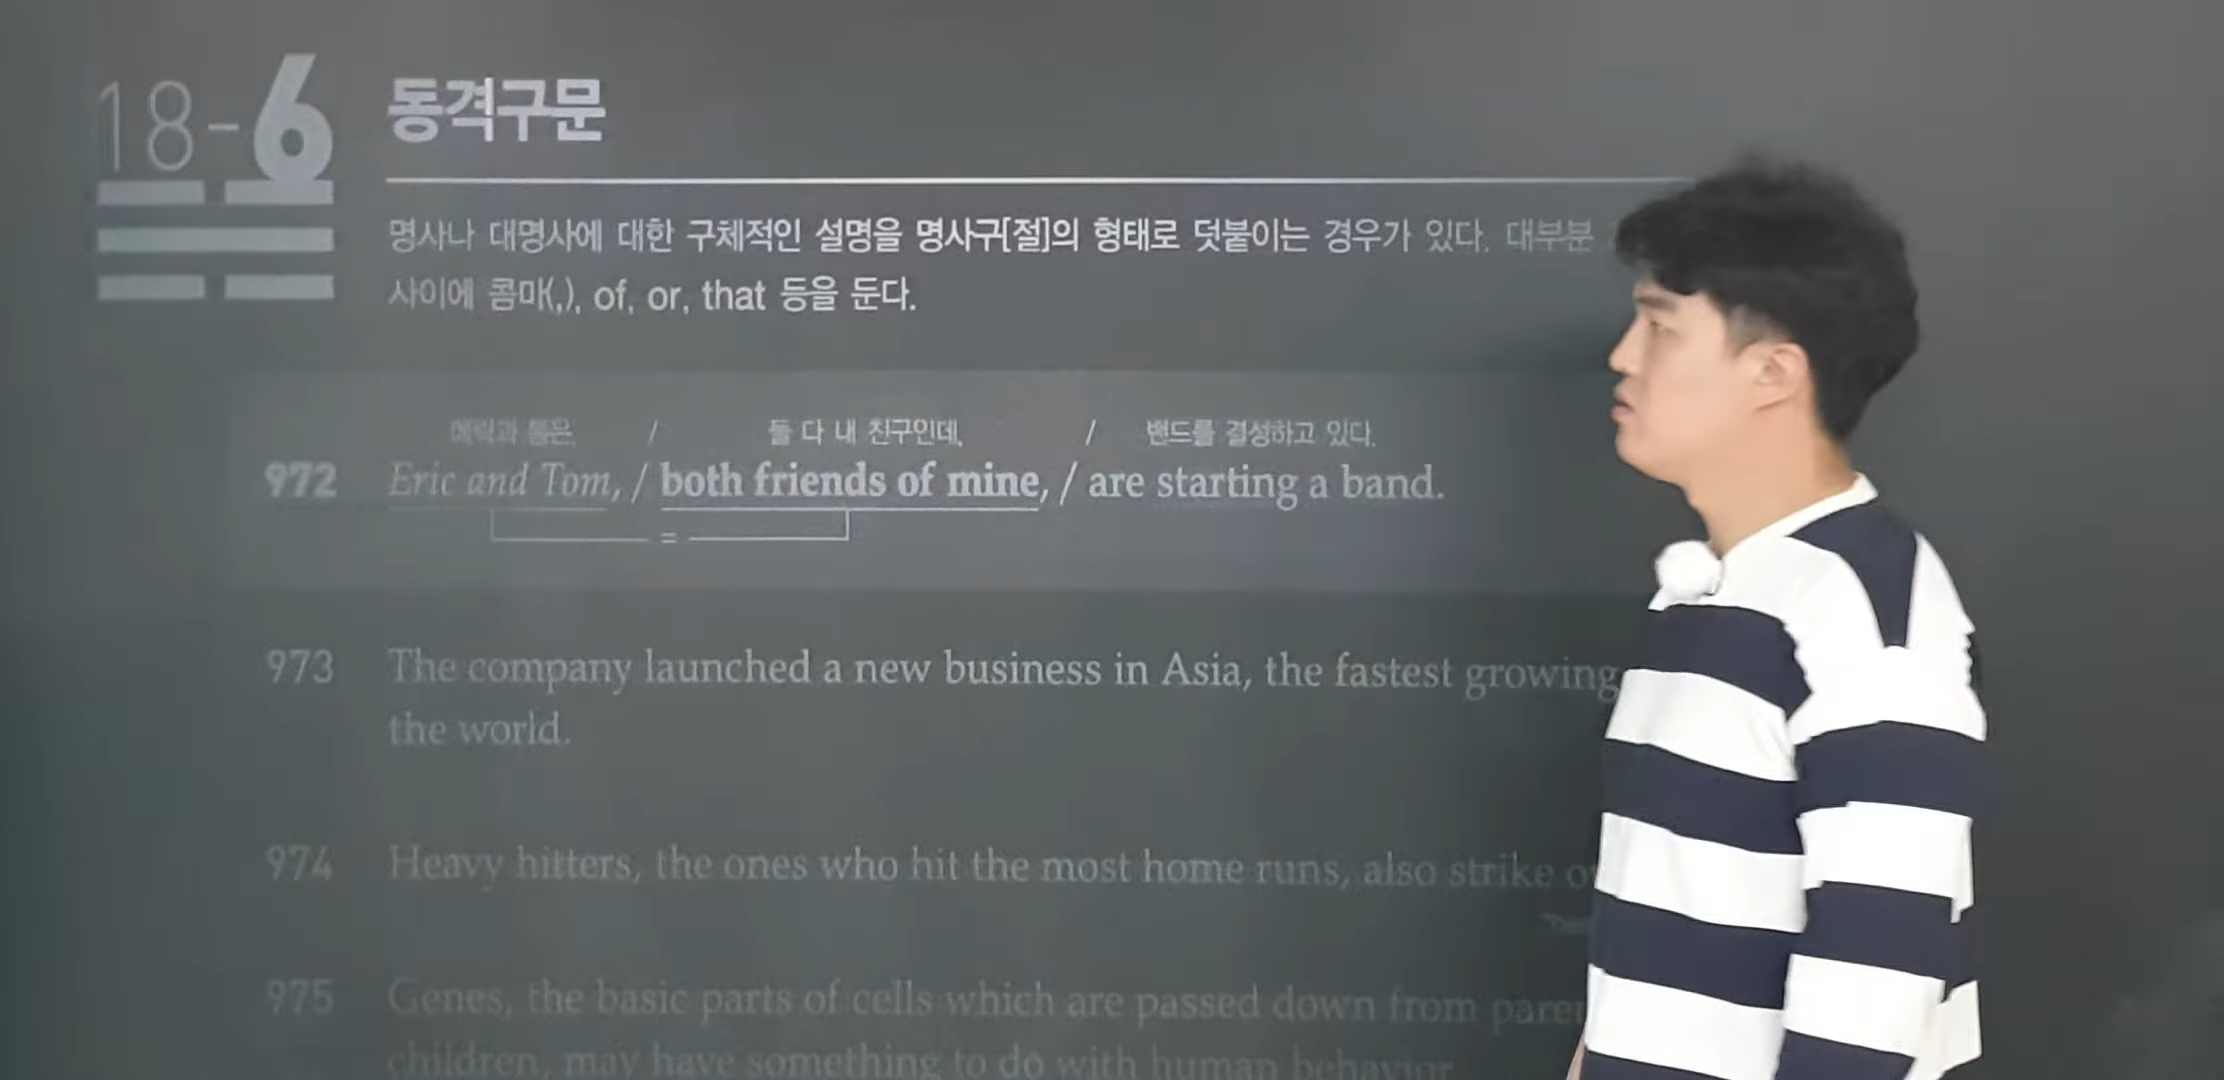 18-6 동격구문
명사나 대명사에 대한 구체적인 설명을 명사구[절]의 형태로 덧붙이는 경우가 있다. 대부분
사이에 콤마(,), of, or, that 등을 둔다.
에릭과 톰은, / 둘 다 내 친구인데, / 밴드를 결성하고 있다.
972 Eric and Tom, / both friends of mine, / are starting a band.
=
973 The company launched a new business in Asia, the fastest growing
the world.
974 Heavy hitters, the ones who hit the most home runs, also strike
975 Genes, the basic parts of cells which are passed down from
children, may have something to do with human behavior